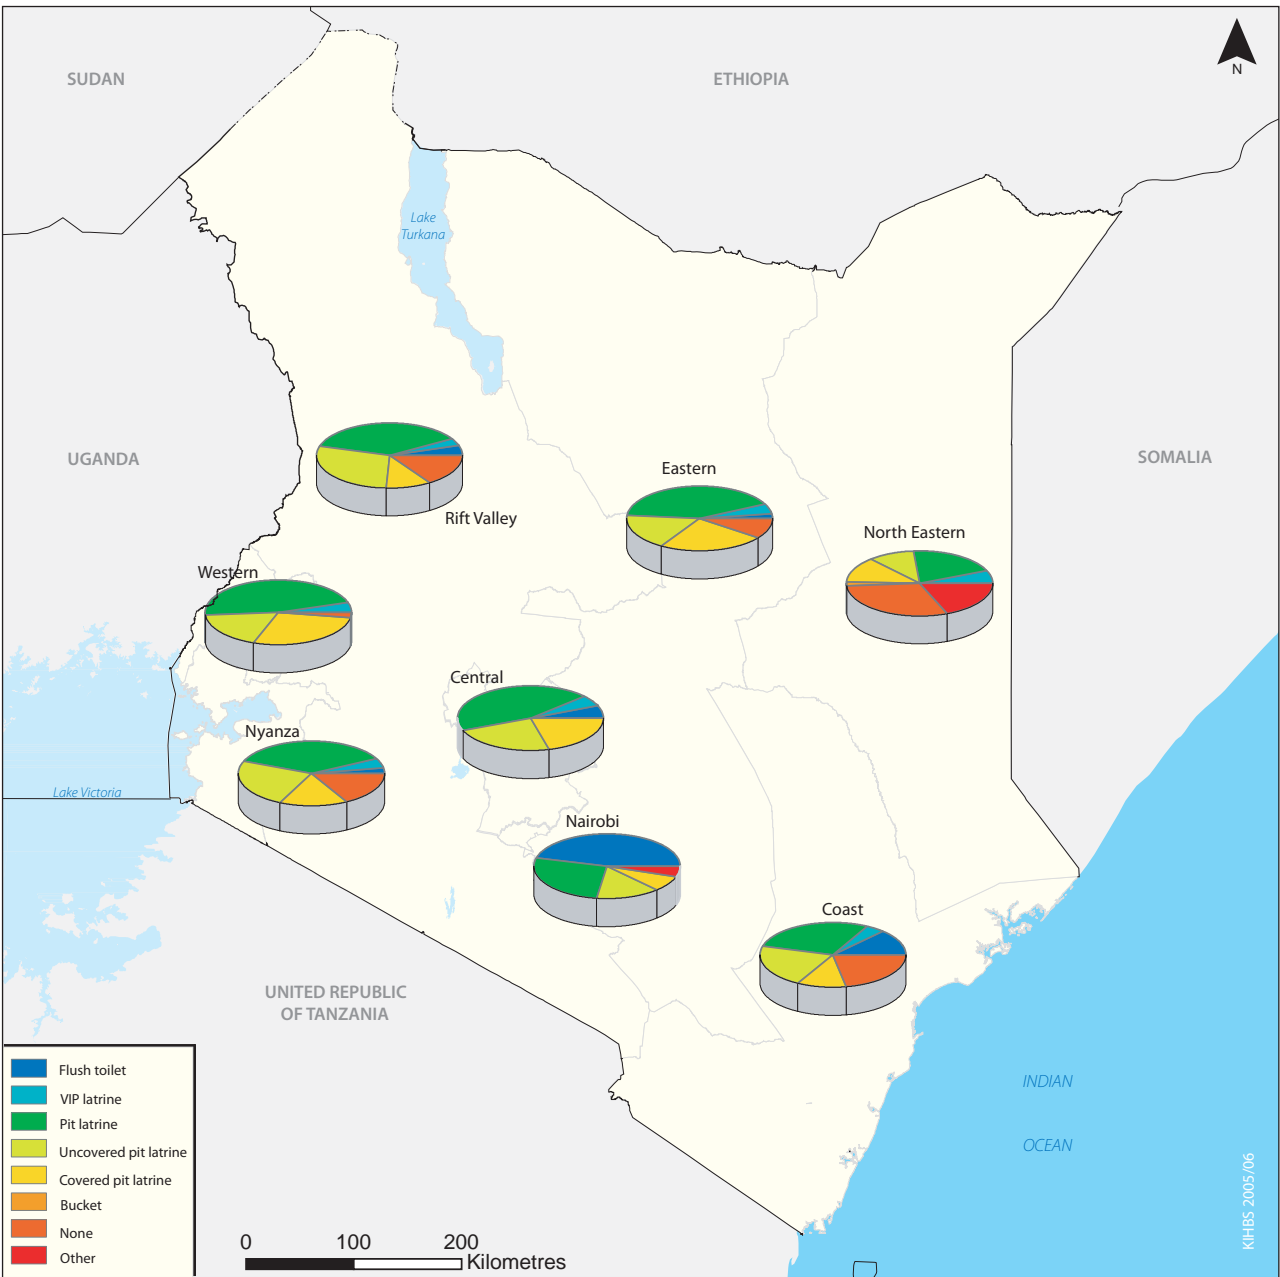 SUDAN
ETHIOPIA
N
Lake
Turkana
UGANDA
SOMALIA
Eastern
Rift Valley
North Eastern
Western
Central
Nyanza
Lake Victoria
Nairobi
Coast
UNITED REPUBLIC
OF TANZANIA
INDIAN
OCEAN
Flush toilet
VIP latrine
Pit latrine
Uncovered pit latrine
Covered pit latrine
Bucket
None
Other
0 100 200
Kilometres
KIHBS 2005/06